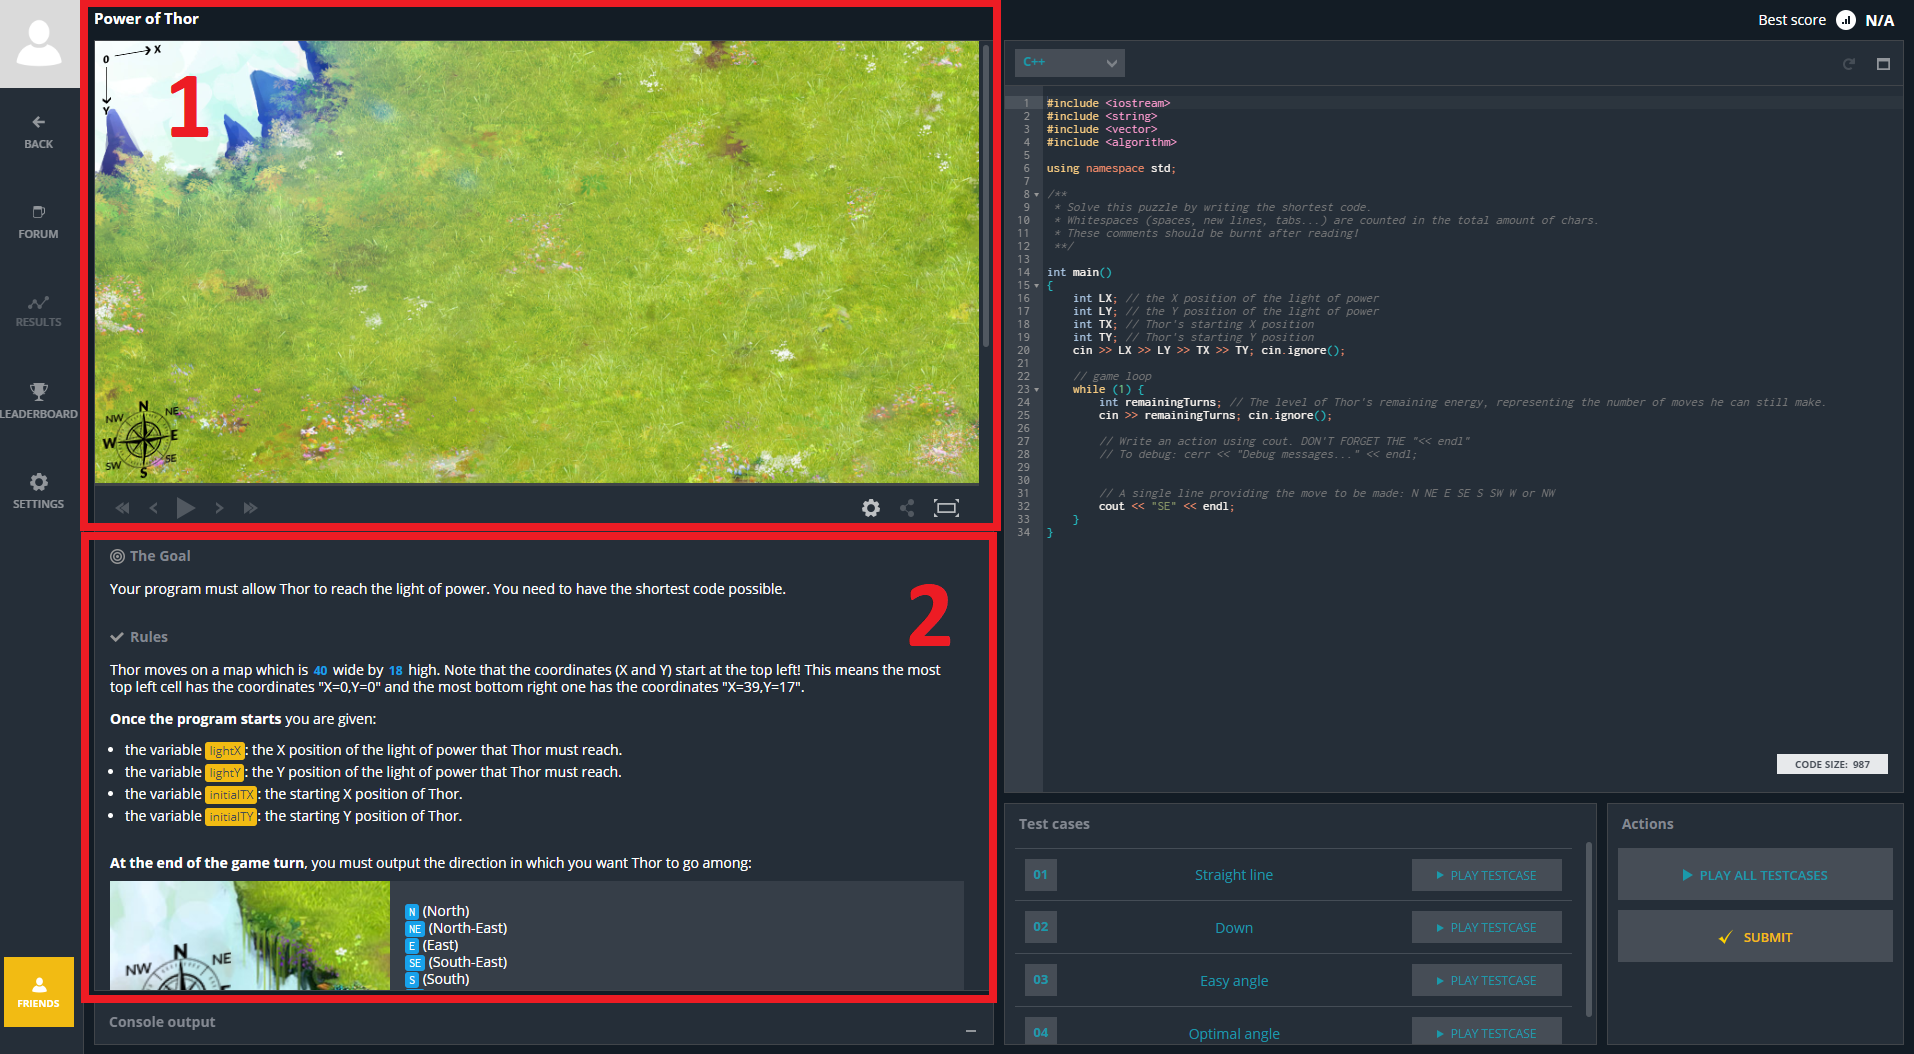 Power of Thor
Best score N/A
BACK
FORUM
RESULTS
LEADERBOARD
SETTINGS
FRIENDS
0 X
Y
1
N
NW NE
W E
SW SE
S
The Goal
Your program must allow Thor to reach the light of power. You need to have the shortest code possible.
2
Rules
Thor moves on a map which is 40 wide by 18 high. Note that the coordinates (X and Y) start at the top left! This means the most
top left cell has the coordinates "X=0,Y=0" and the most bottom right one has the coordinates "X=39,Y=17".
Once the program starts you are given:
• the variable lightX: the X position of the light of power that Thor must reach.
• the variable lightY: the Y position of the light of power that Thor must reach.
• the variable initialTX: the starting X position of Thor.
• the variable initialTY: the starting Y position of Thor.
At the end of the game turn, you must output the direction in which you want Thor to go among:
N
NW NE
N (North)
NE (North-East)
E (East)
SE (South-East)
S (South)
Console output
C++
1 #include <iostream>
2 #include <string>
3 #include <vector>
4 #include <algorithm>
5
6 using namespace std;
7
8 /**
9  * Solve this puzzle by writing the shortest code.
10  * Whitespaces (spaces, new lines, tabs...) are counted in the total amount of chars.
11  * These comments should be burnt after reading!
12  **/
13
14 int main()
15 {
16     int LX; // the X position of the light of power
17     int LY; // the Y position of the light of power
18     int TX; // Thor's starting X position
19     int TY; // Thor's starting Y position
20     cin >> LX >> LY >> TX >> TY; cin.ignore();
21
22     // game loop
23     while (1) {
24         int remainingTurns; // The level of Thor's remaining energy, representing the number of moves he can still make.
25         cin >> remainingTurns; cin.ignore();
26
27         // Write an action using cout. DON'T FORGET THE "<< endl"
28         // To debug: cerr << "Debug messages..." << endl;
29
30
31         // A single line providing the move to be made: N NE E SE S SW W or NW
32         cout << "SE" << endl;
33     }
34 }
CODE SIZE: 987
Test cases
01 Straight line PLAY TESTCASE
02 Down PLAY TESTCASE
03 Easy angle PLAY TESTCASE
04 Optimal angle PLAY TESTCASE
Actions
PLAY ALL TESTCASES
SUBMIT